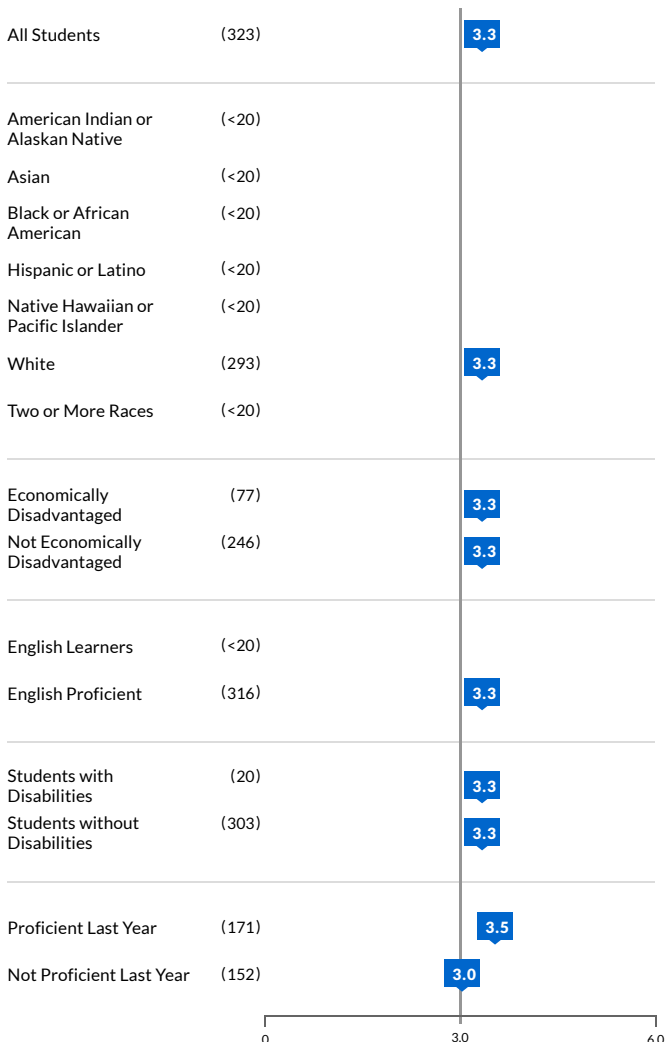 All Students (323) 3.3
American Indian or (<20)
Alaskan Native
Asian (<20)
Black or African (<20)
American
Hispanic or Latino (<20)
Native Hawaiian or (<20)
Pacific Islander
White (293) 3.3
Two or More Races (<20)
Economically (77) 3.3
Disadvantaged
Not Economically (246) 3.3
Disadvantaged
English Learners (<20)
English Proficient (316) 3.3
Students with (20) 3.3
Disabilities
Students without (303) 3.3
Disabilities
Proficient Last Year (171) 3.5
Not Proficient Last Year (152) 3.0
0 3.0 6.0